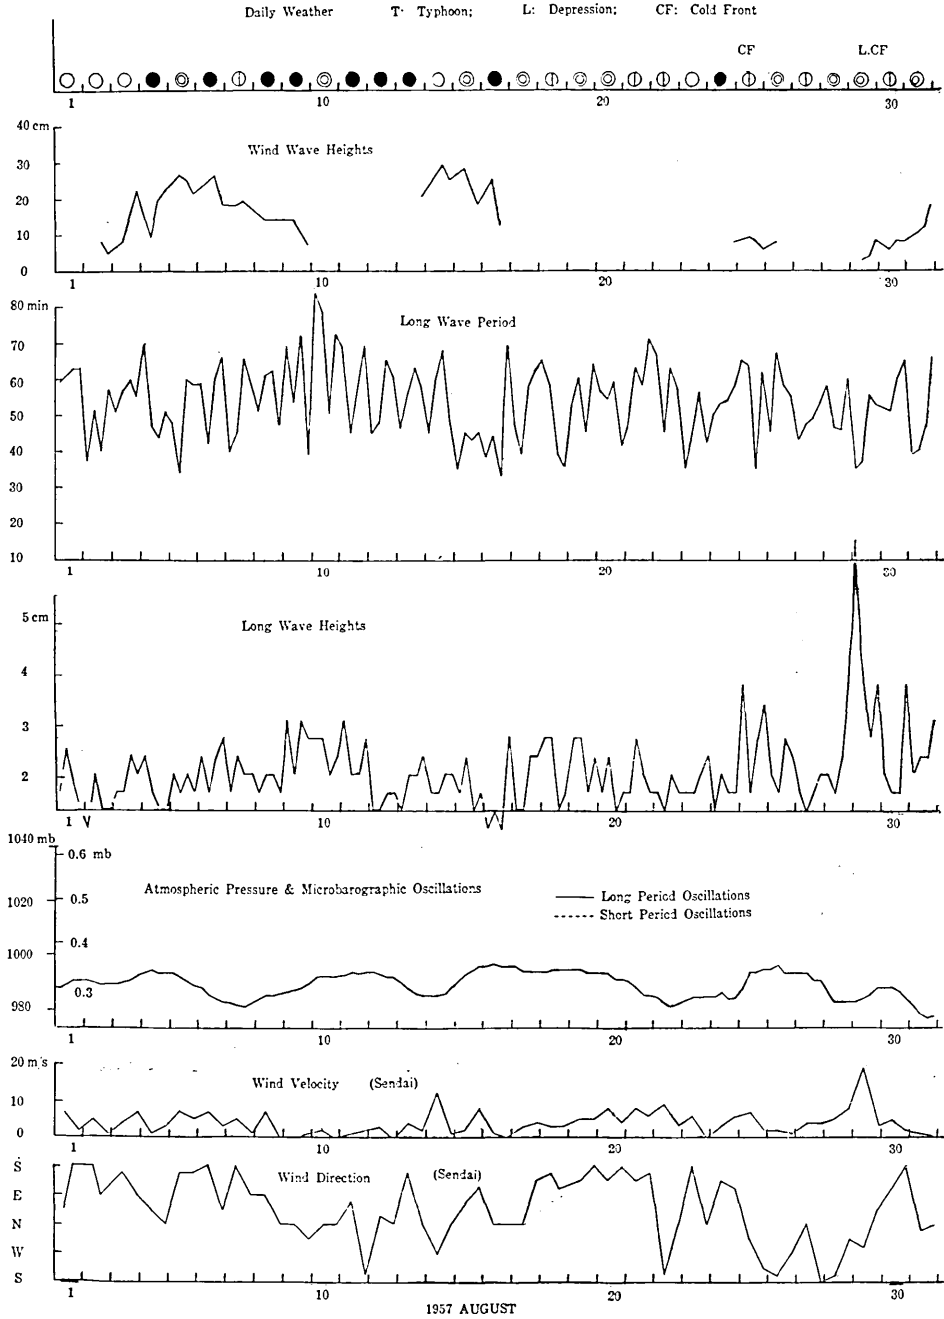 Daily Weather T· Typhoon; L: Depression; CF: Cold Front
CF L.CF
1 10 20 30
40 cm
Wind Wave Heights
30
20
10
0
1 10 20 30
80 min
Long Wave Period
70
60
50
40
30
20
10
1 10 20 30
5 cm
Long Wave Heights
4
3
2
1 10 20 30
1040 mb
0.6 mb
Atmospheric Pressure & Microbarographic Oscillations
Long Period Oscillations
1020 0.5
Short Period Oscillations
0.4
1000
0.3
980
1 10 20 30
20 m/s
Wind Velocity (Sendai)
10
0
1 10 20 30
S
Wind Direction (Sendai)
E
N
W
S
1 10 20 30
1957 AUGUST